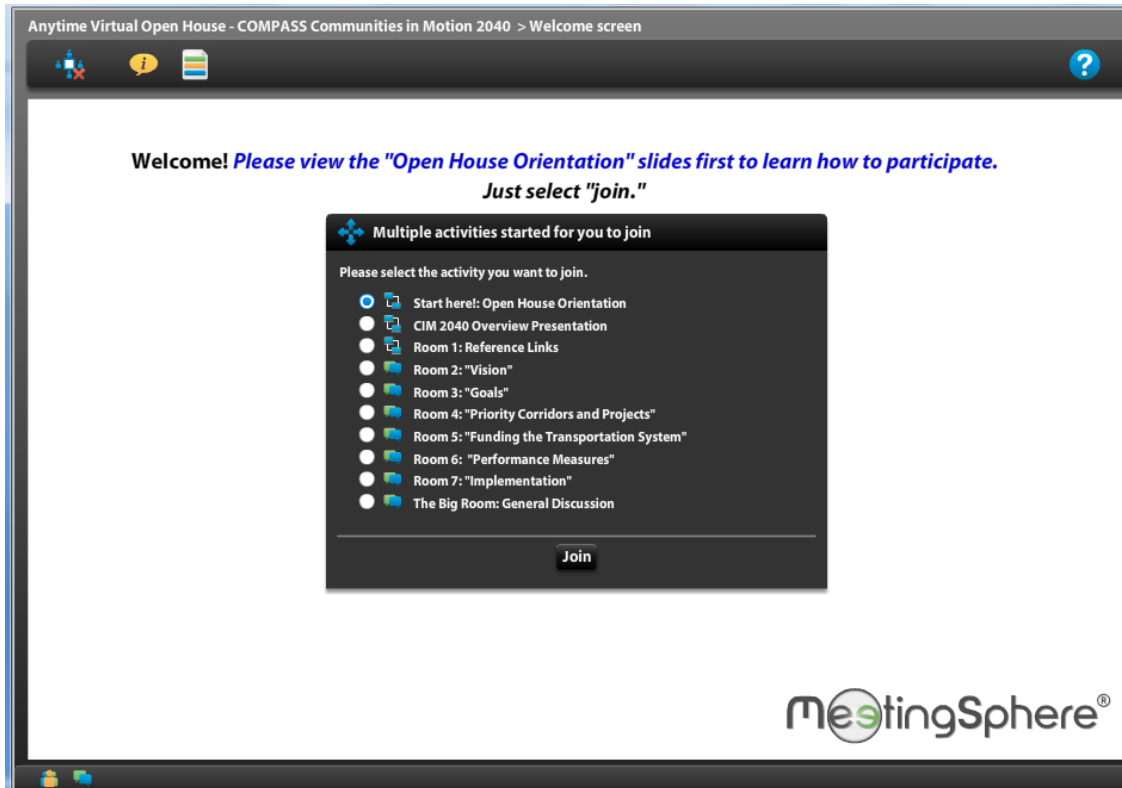 Anytime Virtual Open House - COMPASS Communities in Motion 2040 > Welcome screen
i
?
Welcome! Please view the "Open House Orientation" slides first to learn how to participate.
Just select "join."
Multiple activities started for you to join
Please select the activity you want to join.
Start here!: Open House Orientation
CIM 2040 Overview Presentation
Room 1: Reference Links
Room 2: "Vision"
Room 3: "Goals"
Room 4: "Priority Corridors and Projects"
Room 5: "Funding the Transportation System"
Room 6: "Performance Measures"
Room 7: "Implementation"
The Big Room: General Discussion
Join
MeetingSphere®